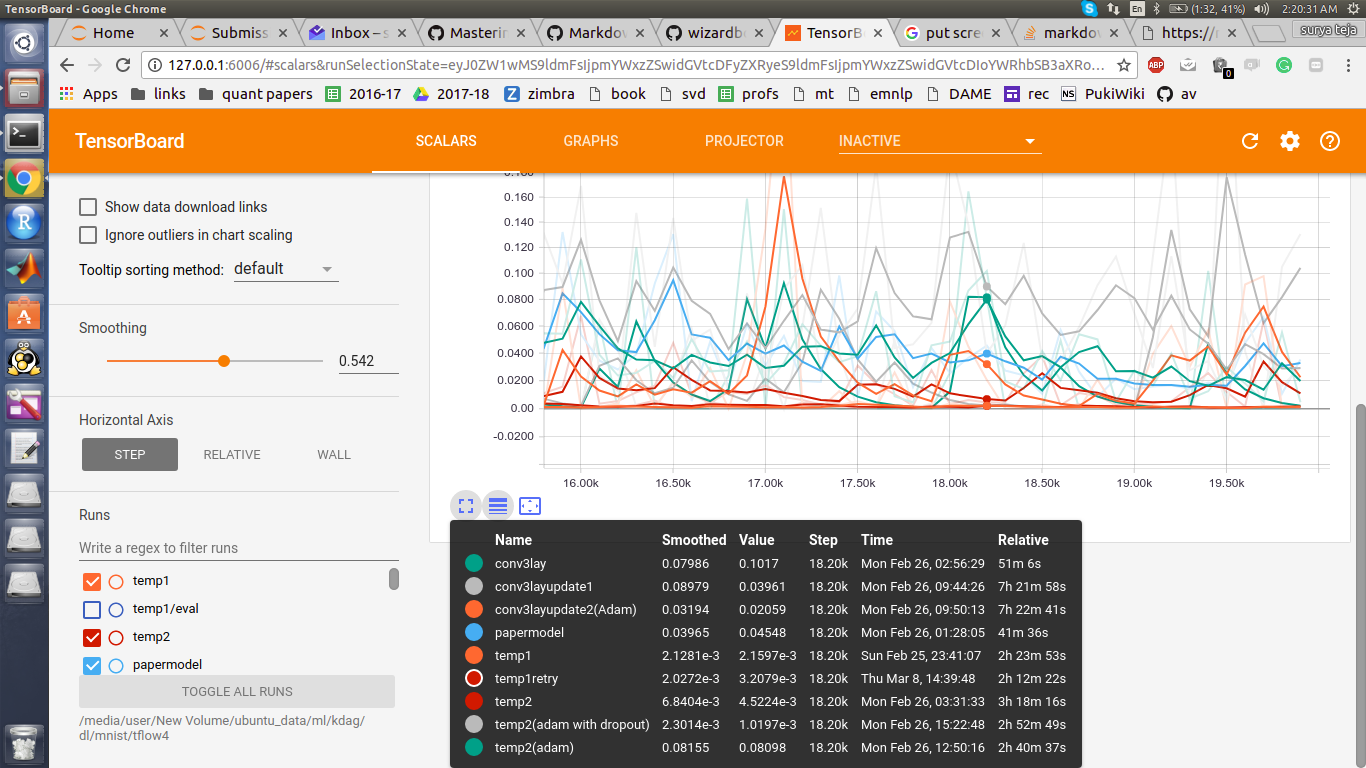 TensorBoard - Google Chrome
En (1:32, 41%) 2:20:31 AM
surya teja
Home Submiss Inbox – s Masterin Markdow wizardb TensorB put scre markdow https://
127.0.0.1:6006/#scalars&runSelectionState=eyJ0ZW1wMS9ldmFsIjpmYWxzZSwidGVtcDFyZXRyeS9ldmFsIjpmYWxzZSwidGVtcDIoYWRhbSB3aXRo... ABP 0
Apps links quant papers 2016-17 2017-18 zimbra book svd profs mt emnlp DAME rec NS PukiWiki av
TensorBoard SCALARS GRAPHS PROJECTOR INACTIVE
Show data download links
Ignore outliers in chart scaling
Tooltip sorting method: default
Smoothing
0.542
Horizontal Axis
STEP RELATIVE WALL
Runs
Write a regex to filter runs
temp1
temp1/eval
temp2
papermodel
TOGGLE ALL RUNS
/media/user/New Volume/ubuntu_data/ml/kdag/
dl/mnist/tflow4
0.180
0.160
0.140
0.120
0.100
0.0800
0.0600
0.0400
0.0200
0.00
-0.0200
16.00k 16.50k 17.00k 17.50k 18.00k 18.50k 19.00k 19.50k
Name Smoothed Value Step Time Relative
conv3lay 0.07986 0.1017 18.20k Mon Feb 26, 02:56:29 51m 6s
conv3layupdate1 0.08979 0.03961 18.20k Mon Feb 26, 09:44:26 7h 21m 58s
conv3layupdate2(Adam) 0.03194 0.02059 18.20k Mon Feb 26, 09:50:13 7h 22m 41s
papermodel 0.03965 0.04548 18.20k Mon Feb 26, 01:28:05 41m 36s
temp1 2.1281e-3 2.1597e-3 18.20k Sun Feb 25, 23:41:07 2h 23m 53s
temp1retry 2.0272e-3 3.2079e-3 18.20k Thu Mar 8, 14:39:48 2h 12m 22s
temp2 6.8404e-3 4.5224e-3 18.20k Mon Feb 26, 03:31:33 3h 18m 16s
temp2(adam with dropout) 2.3014e-3 1.0197e-3 18.20k Mon Feb 26, 15:22:48 2h 52m 49s
temp2(adam) 0.08155 0.08098 18.20k Mon Feb 26, 12:50:16 2h 40m 37s